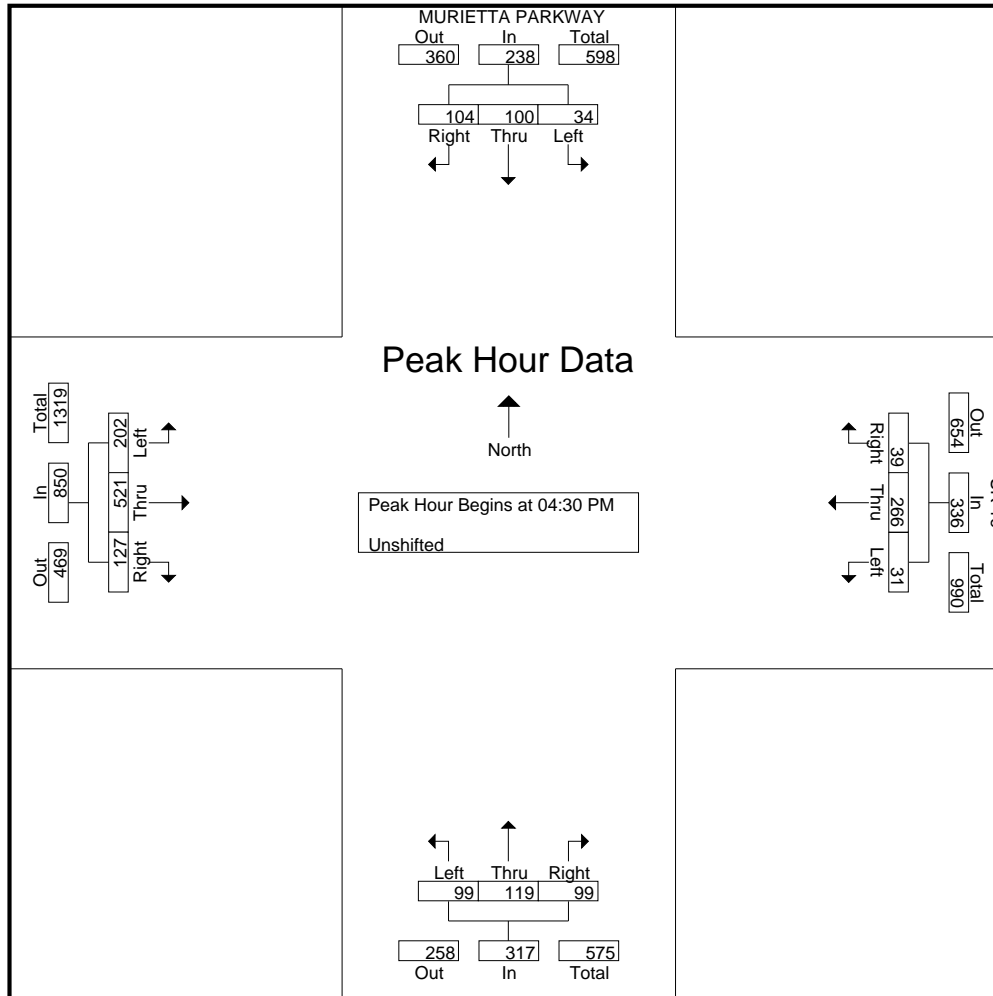 MURIETTA PARKWAY
Out In Total
360 238 598
104 100 34
Right Thru Left
Peak Hour Data
North
Peak Hour Begins at 04:30 PM
Unshifted
Total In Out
1319 850 469
202 521 127
Left Thru Right
Right Thru Left
39 266 31
Out In Total
654 336 990
Left Thru Right
99 119 99
258 317 575
Out In Total